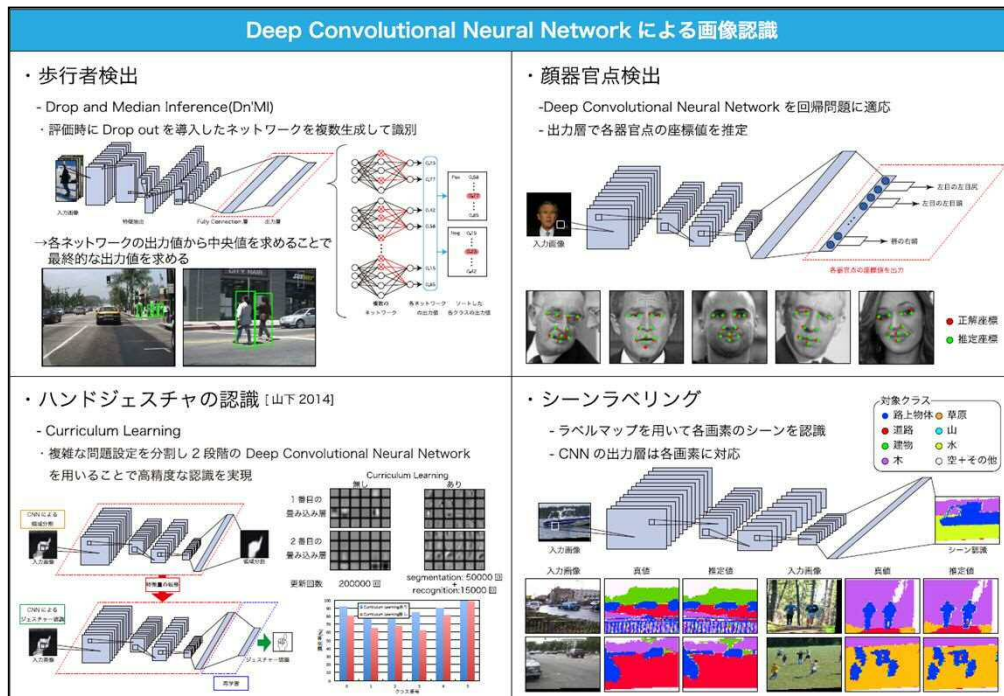 Deep Convolutional Neural Network による画像認識
・歩行者検出
- Drop and Median Inference(Dn'MI)
・評価時に Drop out を導入したネットワークを複数生成して識別
入力画像
特徴抽出
Fully Connection 層
出力層
→各ネットワークの出力値から中央値を求めることで
最終的な出力値を求める
複数の
ネットワーク
各ネットワーク
の出力値
ソートした
各クラスの出力値
・顔器官点検出
-Deep Convolutional Neural Network を回帰問題に適応
- 出力層で各器官点の座標値を推定
入力画像
左目の左目尻
左目の左目頭
唇の右端
各器官点の座標値を出力
正解座標
推定座標
・ハンドジェスチャの認識 [山下 2014]
- Curriculum Learning
・複雑な問題設定を分割し 2 段階の Deep Convolutional Neural Network
を用いることで高精度な認識を実現
CNNによる
領域分割
入力画像
領域分割
CNNによる
ジェスチャー認識
入力画像
ジェスチャー認識
再学習
Curriculum Learning
無し
あり
1 番目の
畳み込み層
2 番目の
畳み込み層
更新回数
200000 回
segmentation: 50000 回
+
recognition:15000 回
クラス番号
・シーンラベリング
- ラベルマップを用いて各画素のシーンを認識
- CNN の出力層は各画素に対応
対象クラス
路上物体
草原
道路
山
建物
水
木
空+その他
入力画像
シーン認識
入力画像
真値
推定値
入力画像
真値
推定値